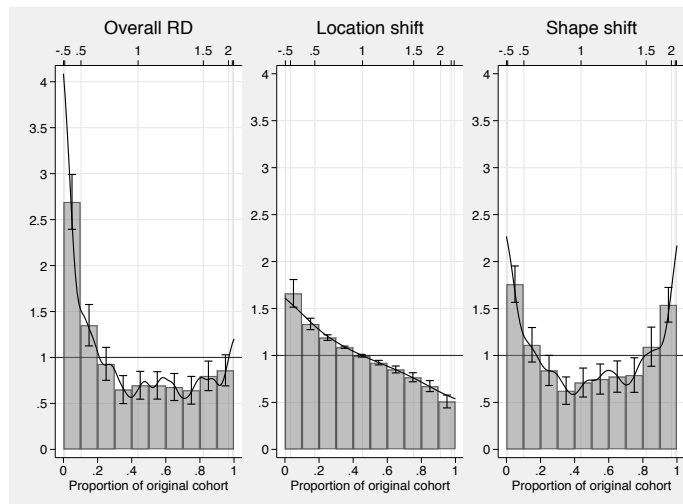 Overall RD
Location shift
Shape shift
-.5 .5 1 1.5 2
-.5 .5 1 1.5 2
-.5 .5 1 1.5 2
4
3.5
3
2.5
2
1.5
1
.5
0
4
3.5
3
2.5
2
1.5
1
.5
0
4
3.5
3
2.5
2
1.5
1
.5
0
0 .2 .4 .6 .8 1
0 .2 .4 .6 .8 1
0 .2 .4 .6 .8 1
Proportion of original cohort
Proportion of original cohort
Proportion of original cohort